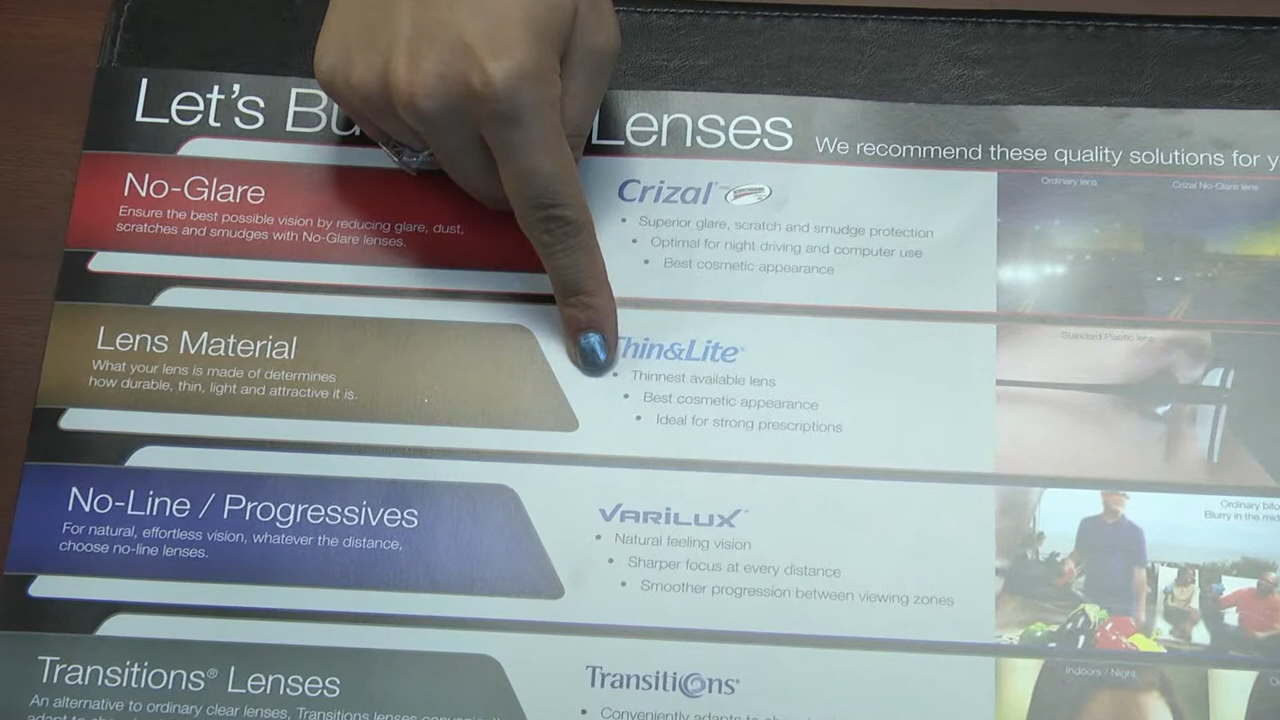 Let's Bu Lenses We recommend these quality solutions for y
No-Glare
Ensure the best possible vision by reducing glare, dust,
scratches and smudges with No-Glare lenses.
Crizal
• Superior glare, scratch and smudge protection
• Optimal for night driving and computer use
• Best cosmetic appearance
Ordinary lens
Crizal No-Glare lens
Lens Material
What your lens is made of determines
how durable, thin, light and attractive it is.
Thin&Lite®
• Thinnest available lens
• Best cosmetic appearance
• Ideal for strong prescriptions
Standard Plastic lens
No-Line / Progressives
For natural, effortless vision, whatever the distance,
choose no-line lenses.
VARILUX®
• Natural feeling vision
• Sharper focus at every distance
• Smoother progression between viewing zones
Ordinary bifo
Blurry in the mid
Transitions® Lenses
An alternative to ordinary clear lenses, Transitions lenses
adapt to
Transitions®
• Conveniently adapts to
Indoors / Night